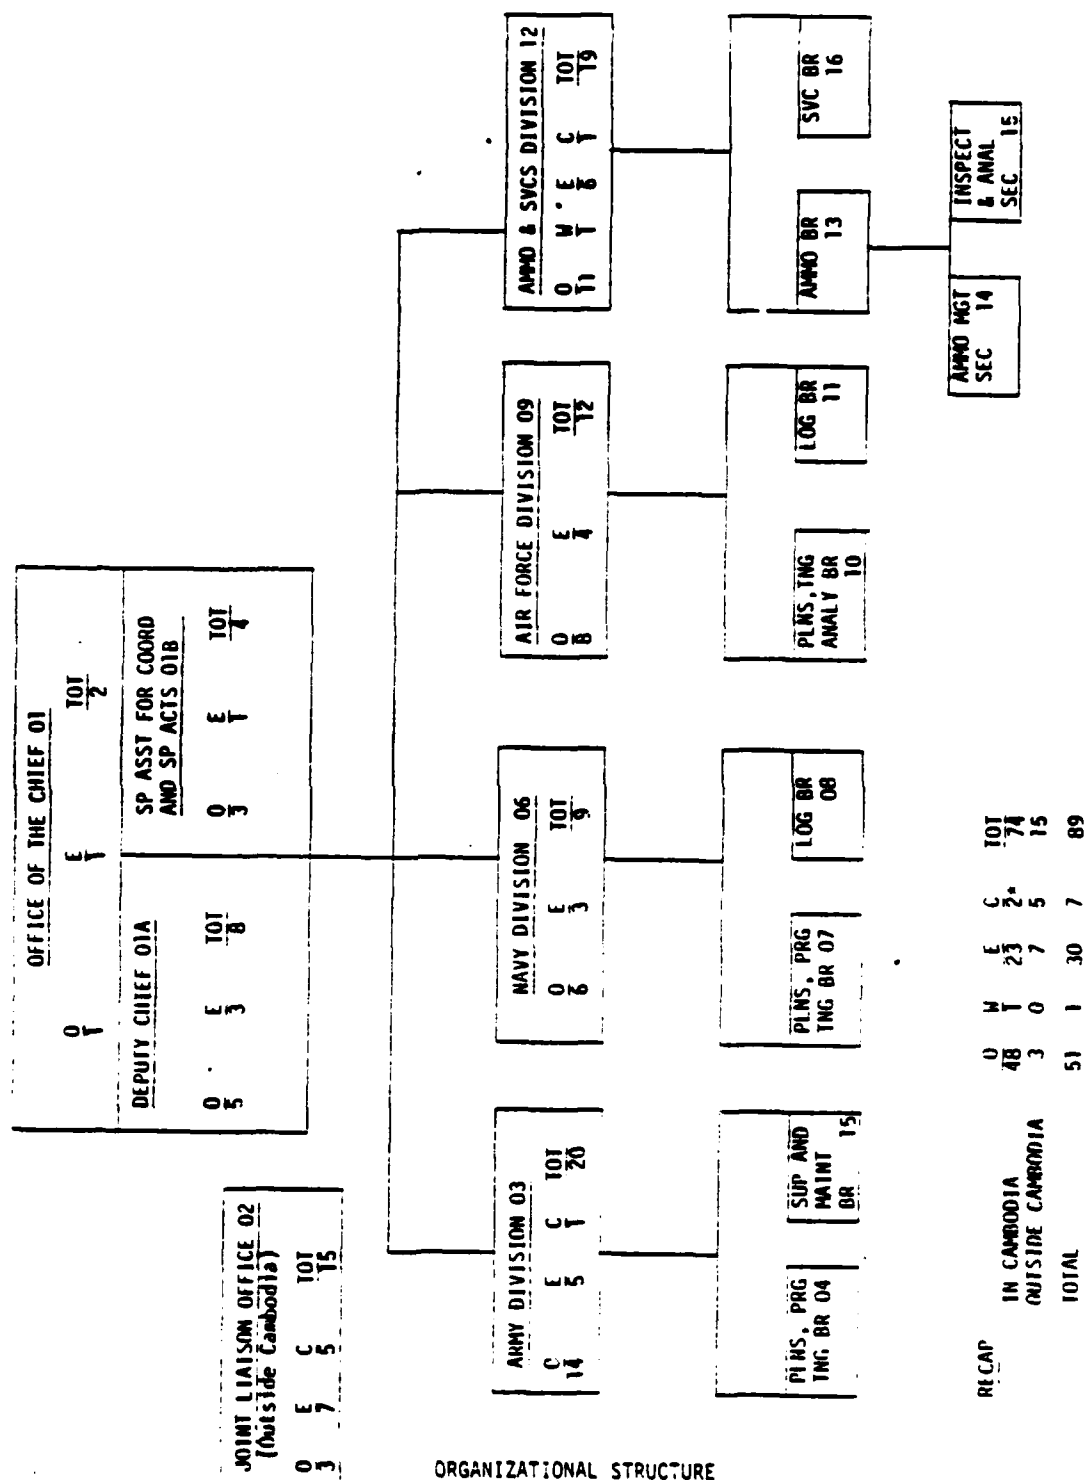 OFFICE OF THE CHIEF 01
O E TOT
1 1 2
DEPUTY CHIEF 01A
O E TOT
5 3 8
SP ASST FOR COORD
AND SP ACTS 01B
O E TOT
3 1 4
JOINT LIAISON OFFICE 02
(Outside Cambodia)
O E C TOT
3 7 5 15
ARMY DIVISION 03
O E C TOT
14 5 1 20
NAVY DIVISION 06
O E TOT
6 3 9
AIR FORCE DIVISION 09
O E TOT
8 4 12
AMMO & SVCS DIVISION 12
O W E C TOT
11 1 6 1 19
PLNS, PRG
TNG BR 04
SUP AND
MAINT
BR 15
PLNS, PRG
TNG BR 07
LOG BR
08
PLNS, TNG
ANALY BR
10
LOG BR
11
AMMO BR
13
SVC BR
16
AMMO MGT
SEC 14
INSPECT
& ANAL
SEC 15
RECAP
O W E C TOT
IN CAMBODIA 48 1 23 2* 74
OUTSIDE CAMBODIA 3 0 7 5 15
TOTAL 51 1 30 7 89
ORGANIZATIONAL STRUCTURE